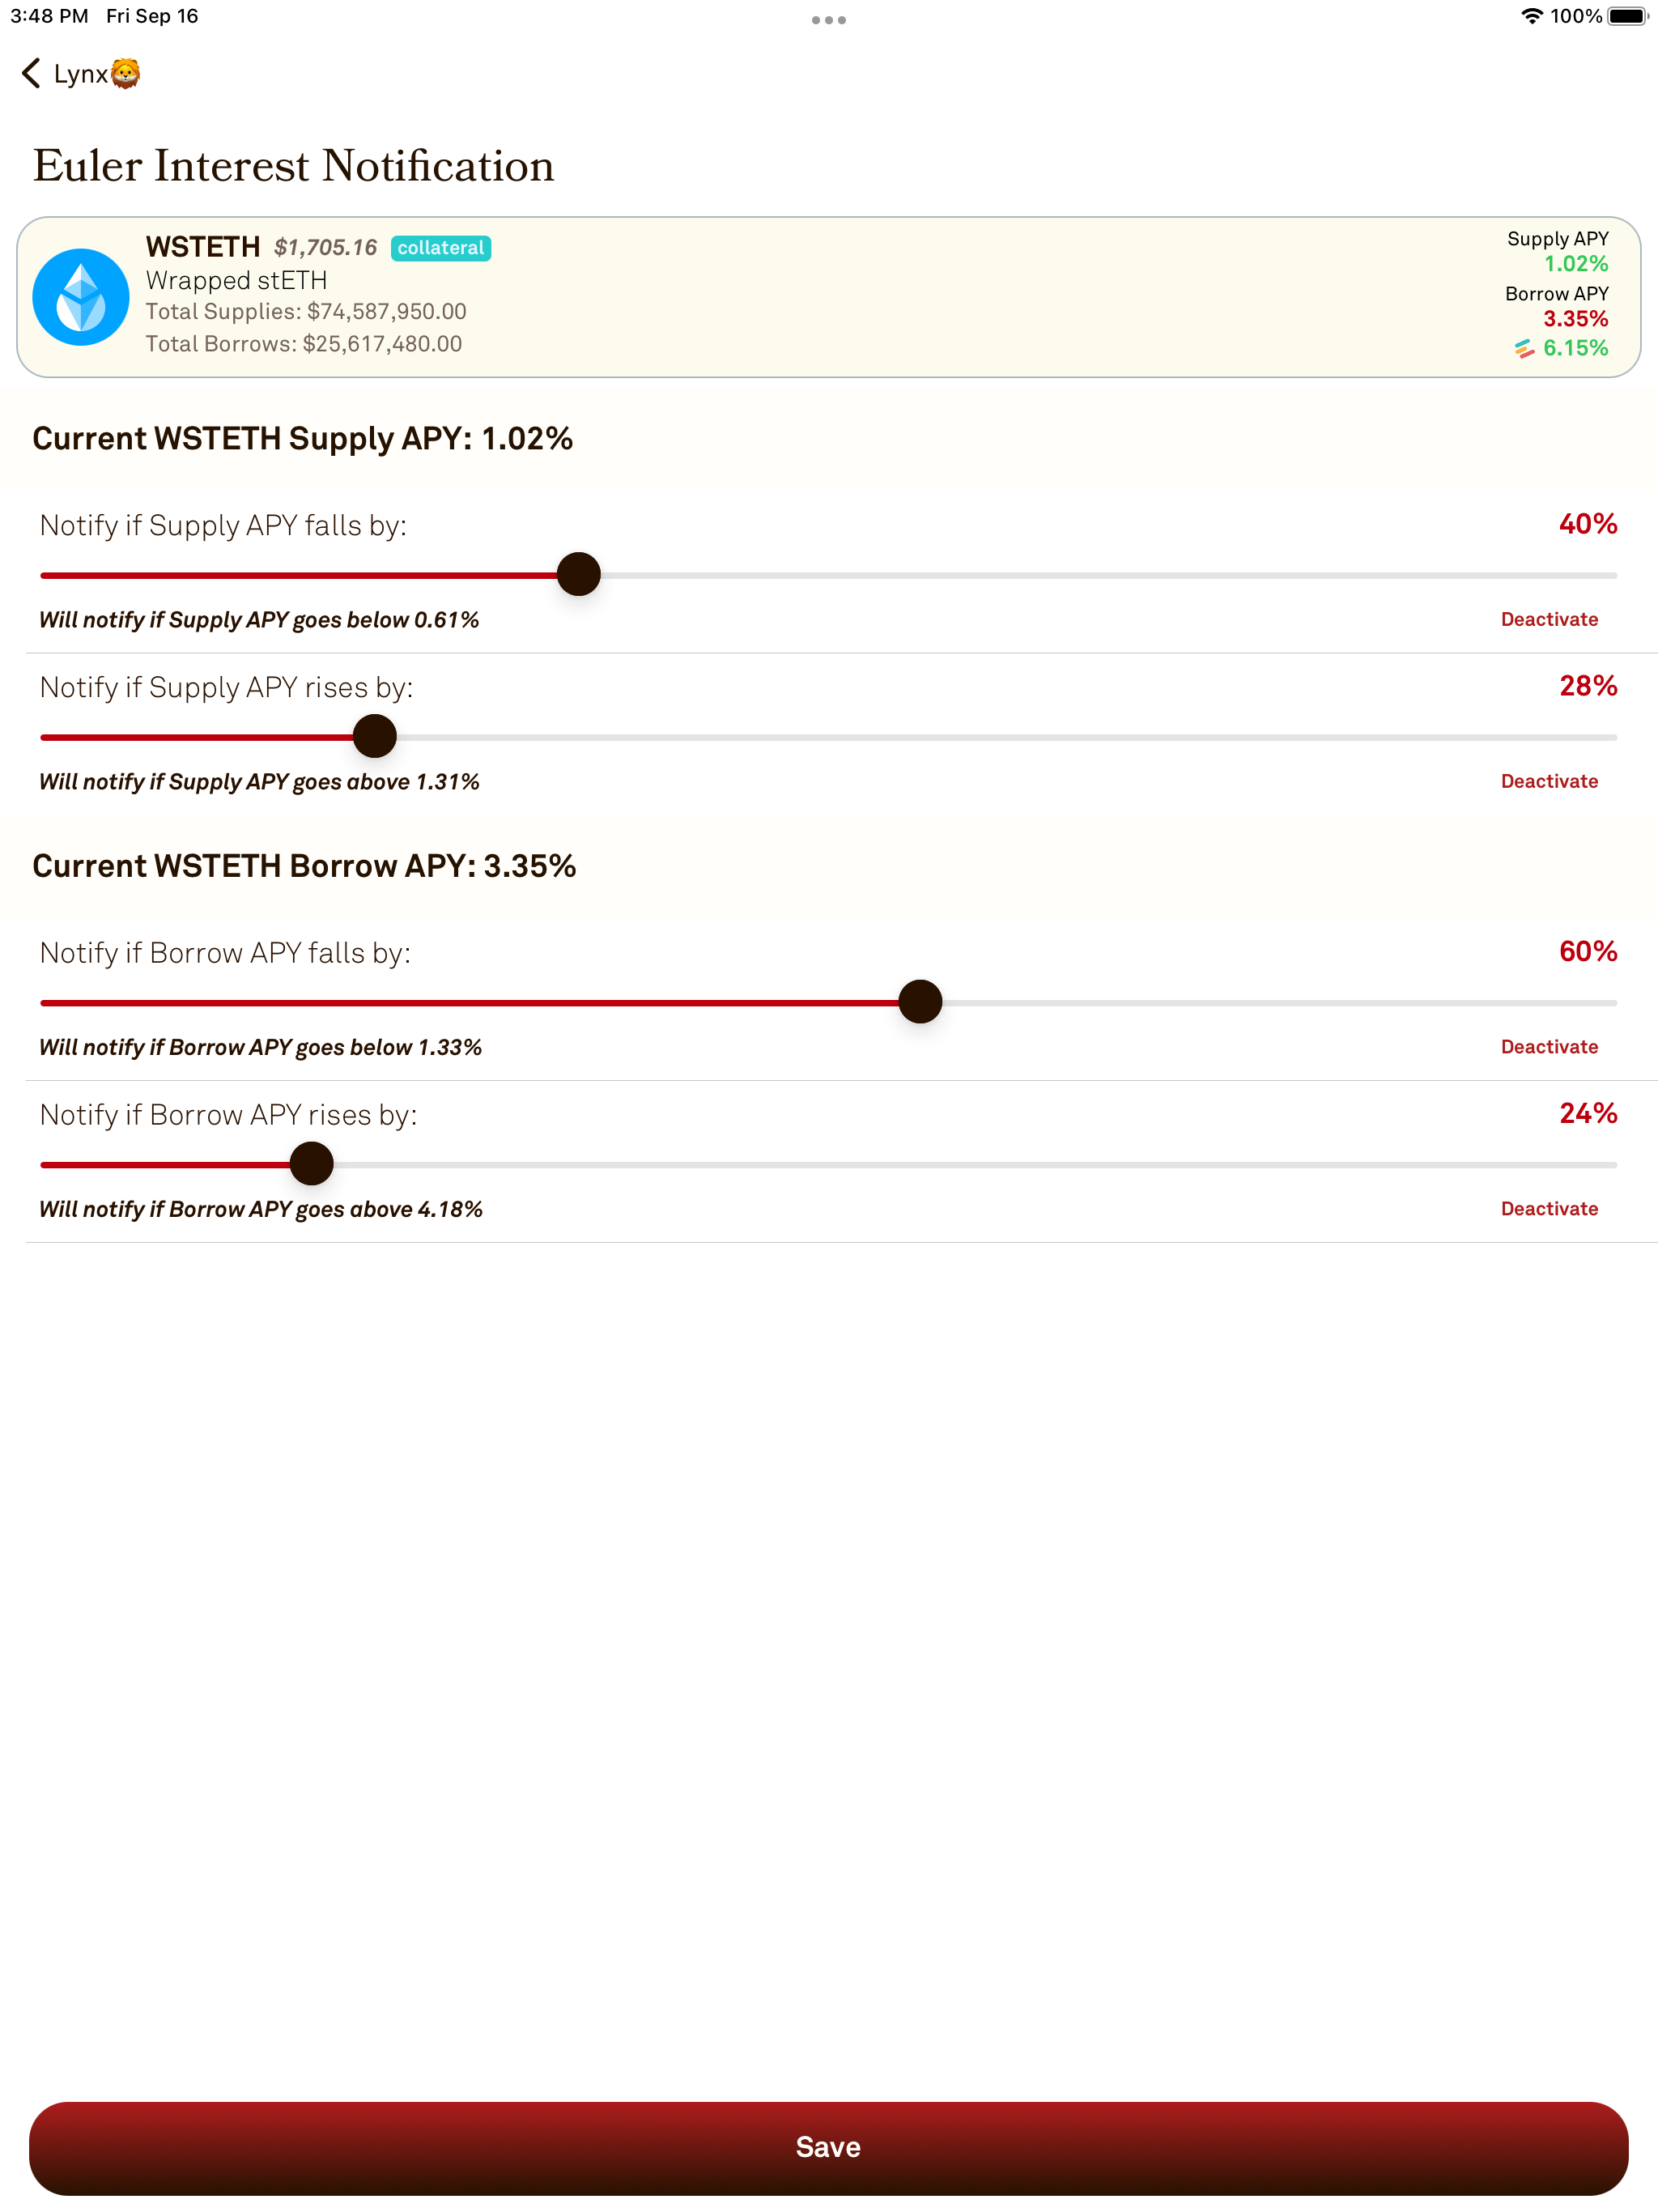 3:48 PM Fri Sep 16
100%
Lynx🦁
Euler Interest Notification
WSTETH $1,705.16 collateral
Wrapped stETH
Total Supplies: $74,587,950.00
Total Borrows: $25,617,480.00
Supply APY
1.02%
Borrow APY
3.35%
6.15%
Current WSTETH Supply APY: 1.02%
Notify if Supply APY falls by:
40%
Will notify if Supply APY goes below 0.61%
Deactivate
Notify if Supply APY rises by:
28%
Will notify if Supply APY goes above 1.31%
Deactivate
Current WSTETH Borrow APY: 3.35%
Notify if Borrow APY falls by:
60%
Will notify if Borrow APY goes below 1.33%
Deactivate
Notify if Borrow APY rises by:
24%
Will notify if Borrow APY goes above 4.18%
Deactivate
Save